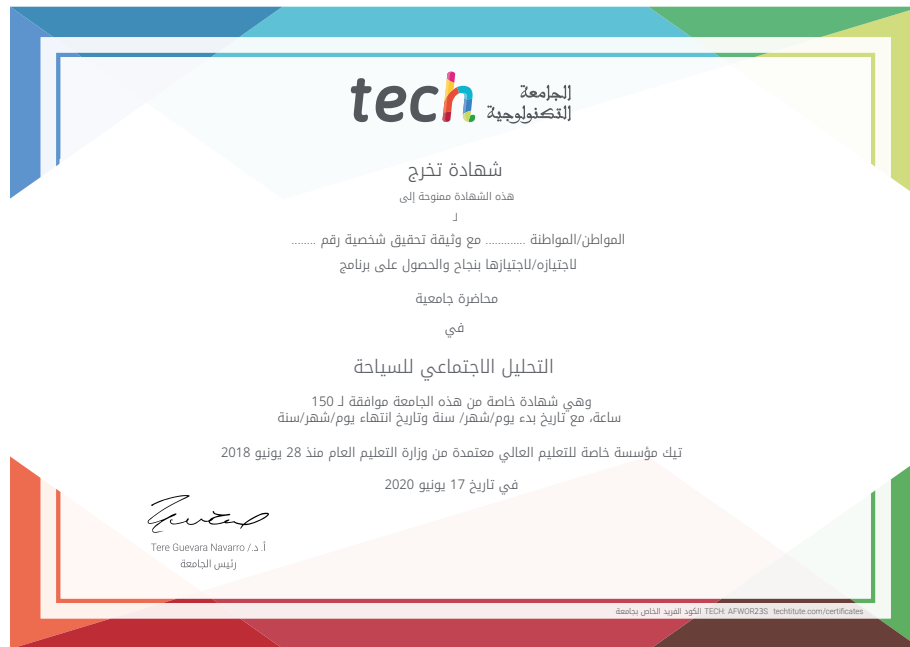 tech الجامعة
التكنولوجية
شهادة تخرج
هذه الشهادة ممنوحة إلى
لـ
المواطن/المواطنة ............. مع وثيقة تحقيق شخصية رقم ........
لاجتيازه/لاجتيازها بنجاح والحصول على برنامج
محاضرة جامعية
في
التحليل الاجتماعي للسياحة
وهي شهادة خاصة من هذه الجامعة موافقة لـ 150
ساعة، مع تاريخ بدء يوم/شهر/ سنة وتاريخ انتهاء يوم/شهر/سنة
تيك مؤسسة خاصة للتعليم العالي معتمدة من وزارة التعليم العام منذ 28 يونيو 2018
في تاريخ 17 يونيو 2020
أ.د./ Tere Guevara Navarro
رئيس الجامعة
الكود الفريد الخاص بجامعة TECH: AFWOR23S techtitute.com/certificates